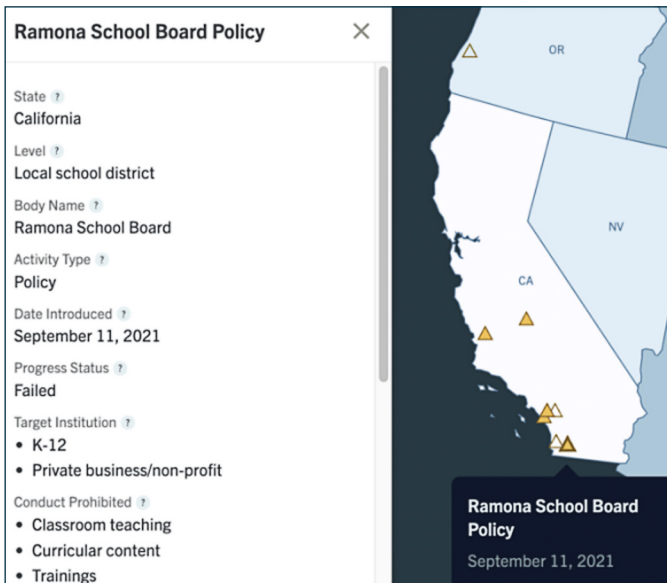 Ramona School Board Policy
State ?
California
Level ?
Local school district
Body Name ?
Ramona School Board
Activity Type ?
Policy
Date Introduced ?
September 11, 2021
Progress Status ?
Failed
Target Institution ?
• K-12
• Private business/non-profit
Conduct Prohibited ?
• Classroom teaching
• Curricular content
• Trainings
OR
NV
CA
Ramona School Board
Policy
September 11, 2021